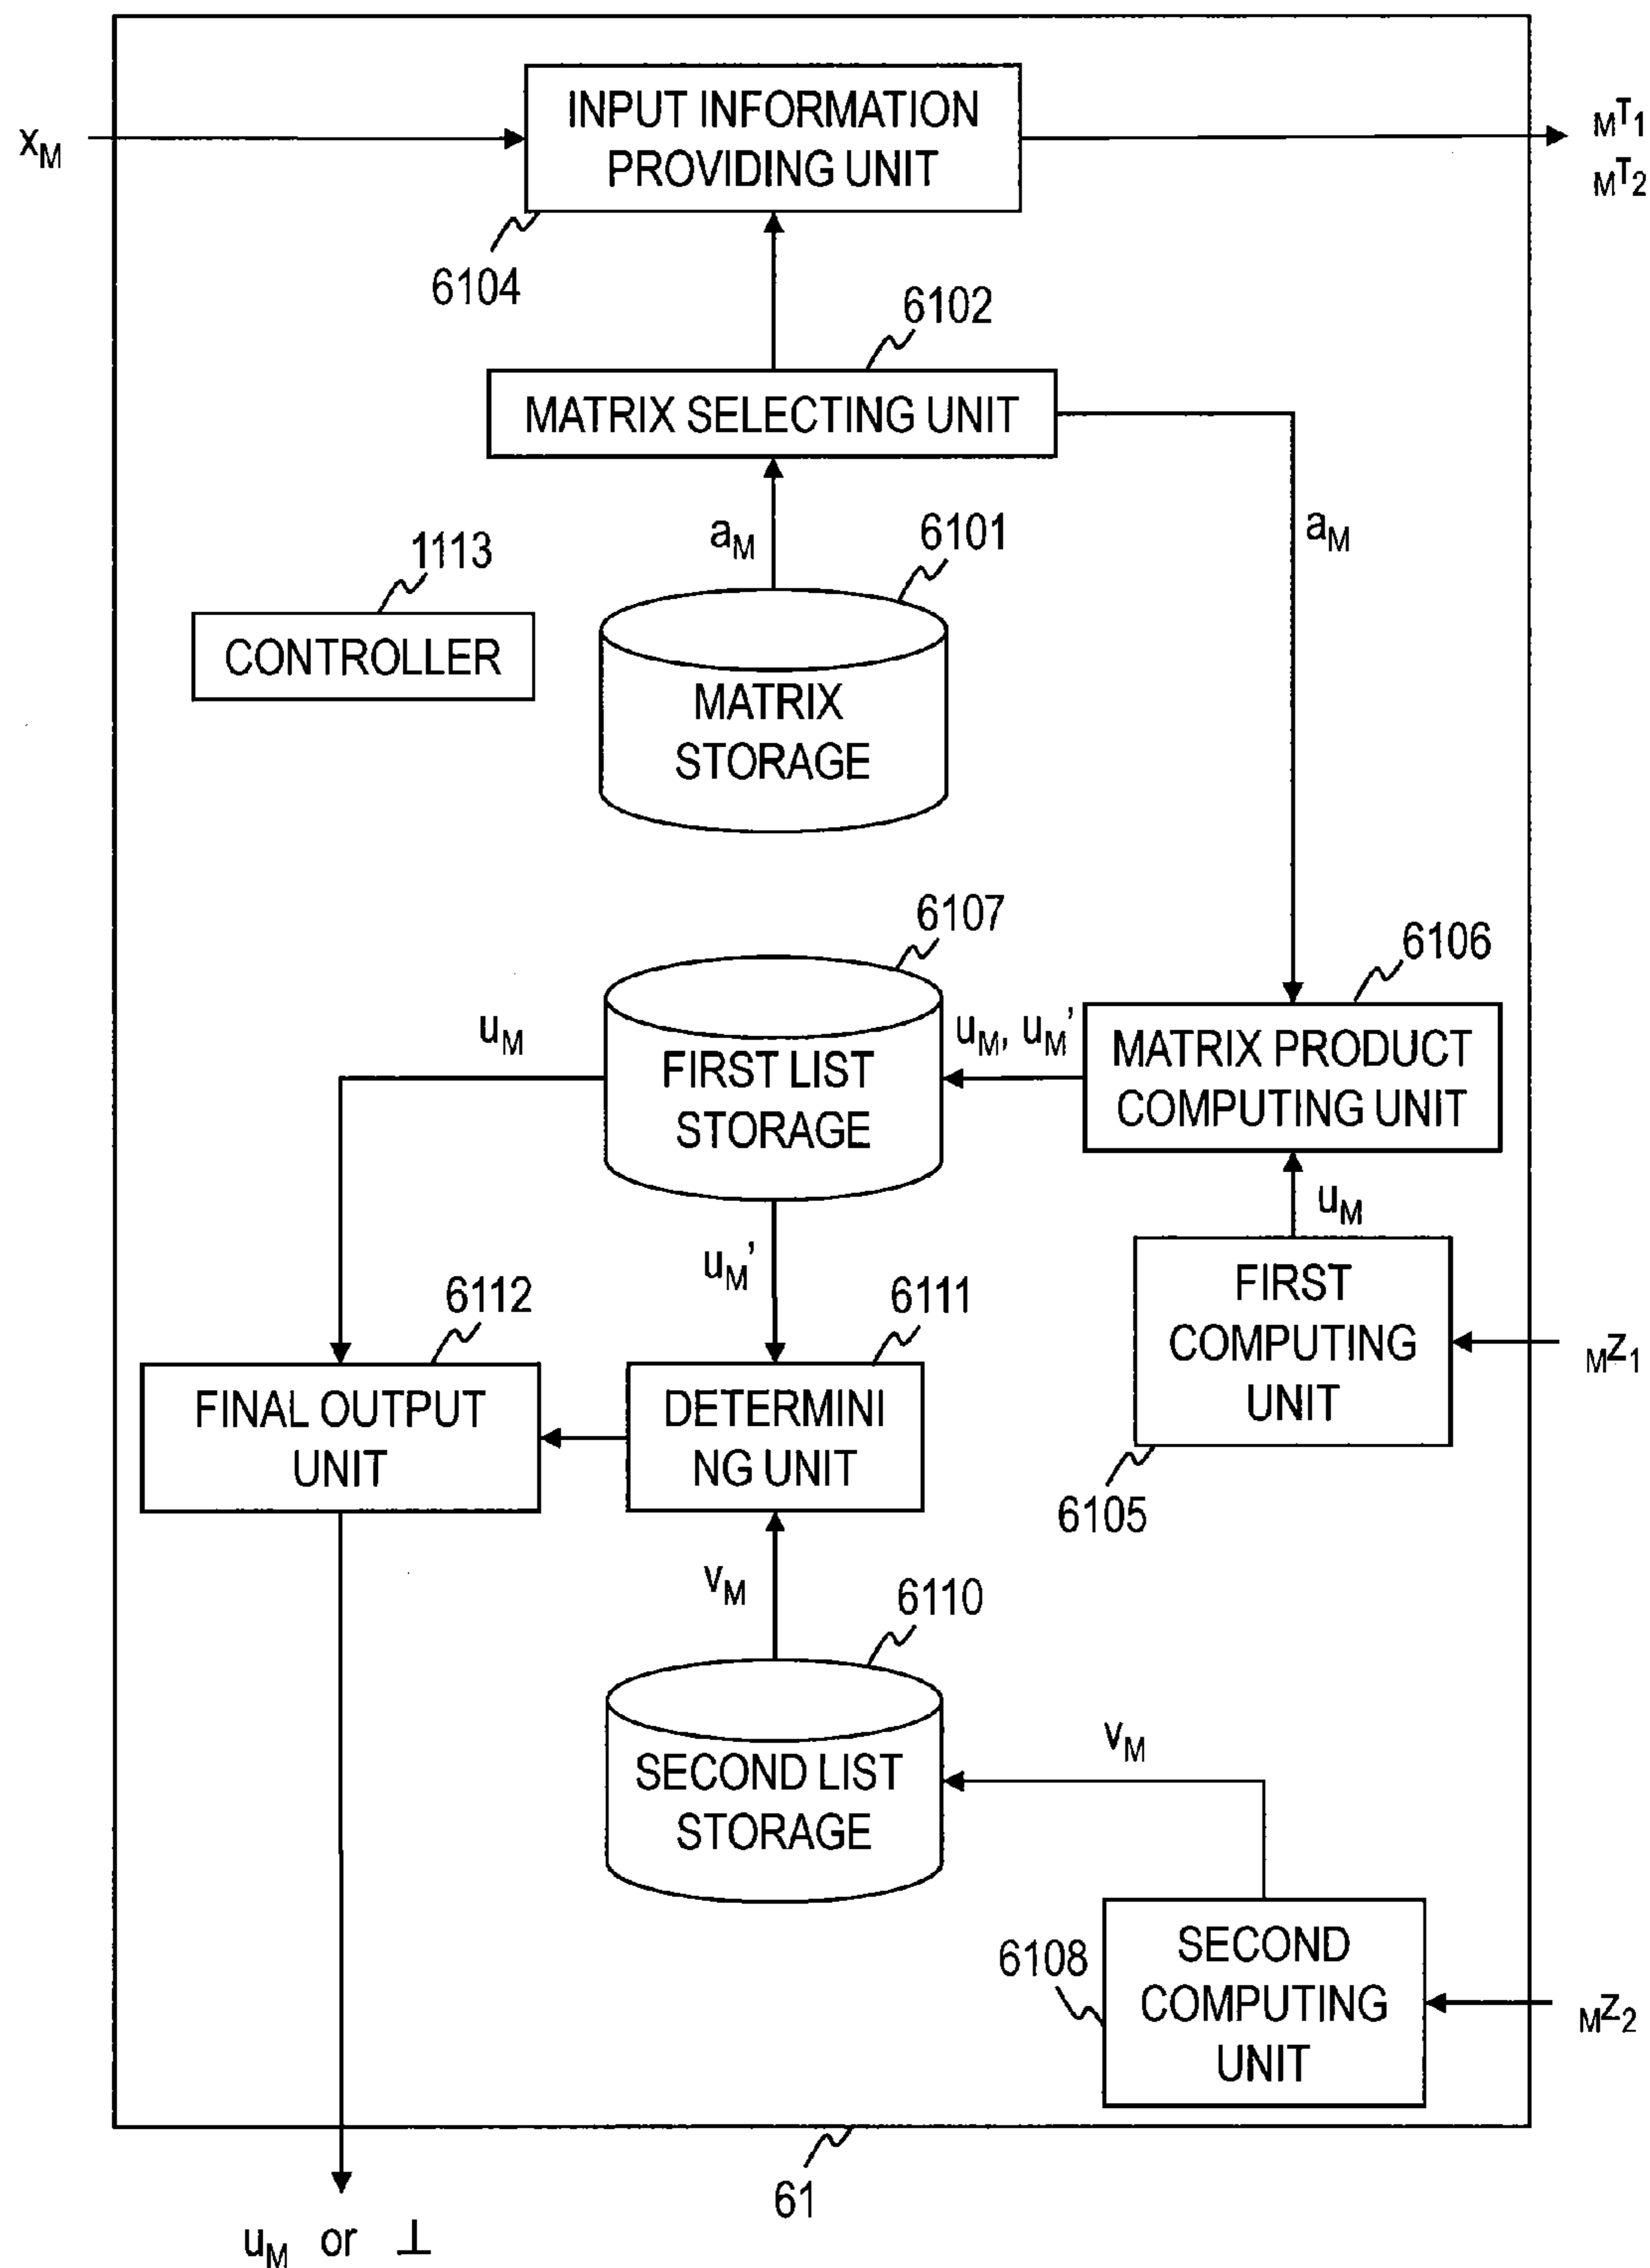 INPUT INFORMATION
PROVIDING UNIT
x_M
_Mτ_1
_Mτ_2
6104
6102
MATRIX SELECTING UNIT
a_M
6101
a_M
1113
CONTROLLER
MATRIX
STORAGE
6107
6106
u_M
FIRST LIST
STORAGE
u_M, u_M'
MATRIX PRODUCT
COMPUTING UNIT
u_M
u_M'
6112
6111
FIRST
COMPUTING
UNIT
_Mz_1
FINAL OUTPUT
UNIT
DETERMINI
NG UNIT
6105
v_M
6110
v_M
SECOND LIST
STORAGE
6108
SECOND
COMPUTING
UNIT
_Mz_2
61
u_M or ⊥